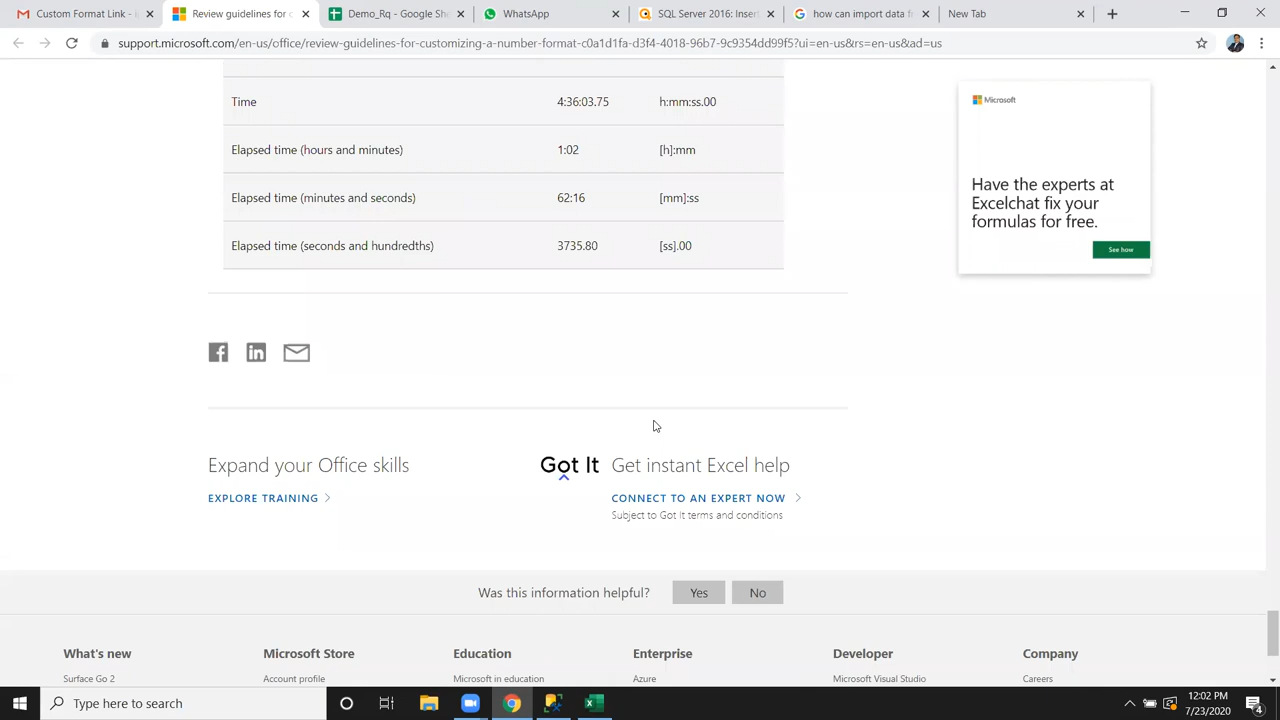 Custom Format Link - i
Review guidelines for c
Demo_Rq - Google S
WhatsApp
SQL Server 2016: Inser
how can import data f
New Tab
support.microsoft.com/en-us/office/review-guidelines-for-customizing-a-number-format-c0a1d1fa-d3f4-4018-96b7-9c9354dd99f5?ui=en-us&rs=en-us&ad=us
Time 4:36:03.75 h:mm:ss.00
Elapsed time (hours and minutes) 1:02 [h]:mm
Elapsed time (minutes and seconds) 62:16 [mm]:ss
Elapsed time (seconds and hundredths) 3735.80 [ss].00
Microsoft
Have the experts at
Excelchat fix your
formulas for free.
See how
Expand your Office skills
EXPLORE TRAINING
Got It
Get instant Excel help
CONNECT TO AN EXPERT NOW
Subject to Got It terms and conditions
Was this information helpful? Yes No
What's new Microsoft Store Education Enterprise Developer Company
Surface Go 2 Account profile Microsoft in education Azure Microsoft Visual Studio Careers
Type here to search
12:02 PM
7/23/2020
4